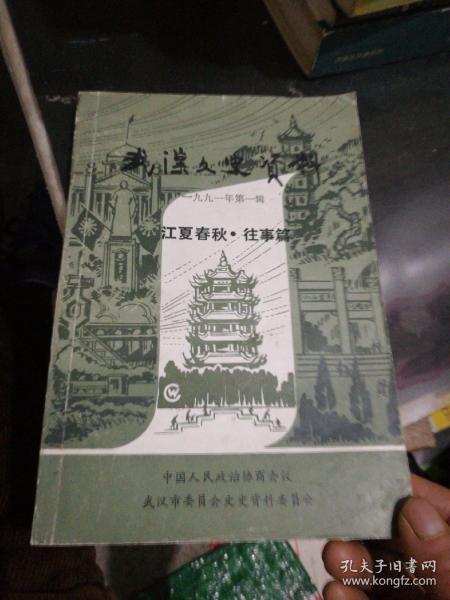 武汉文史资料
一九九一年第一辑
江夏春秋·往事篇
中国人民政治协商会议
武汉市委员会文史资料委员会
孔夫子旧书网
www.kongfz.com